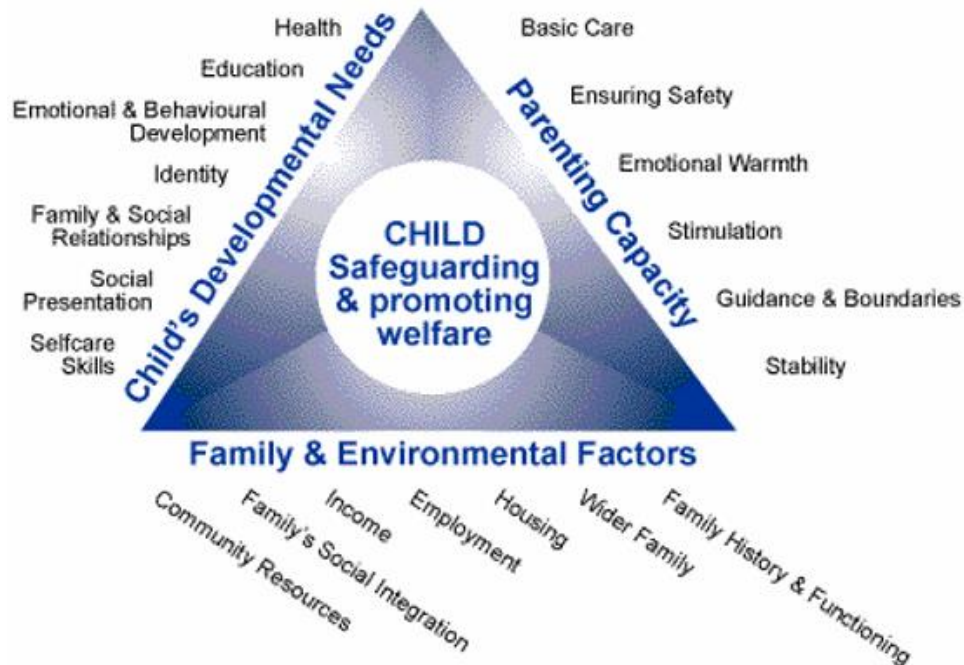 Health
Education
Emotional & Behavioural
Development
Identity
Family & Social
Relationships
Social
Presentation
Selfcare
Skills
Child's Developmental Needs
CHILD
Safeguarding
& promoting
welfare
Parenting Capacity
Basic Care
Ensuring Safety
Emotional Warmth
Stimulation
Guidance & Boundaries
Stability
Family & Environmental Factors
Community Resources
Family's Social Integration
Income
Employment
Housing
Wider Family
Family History & Functioning